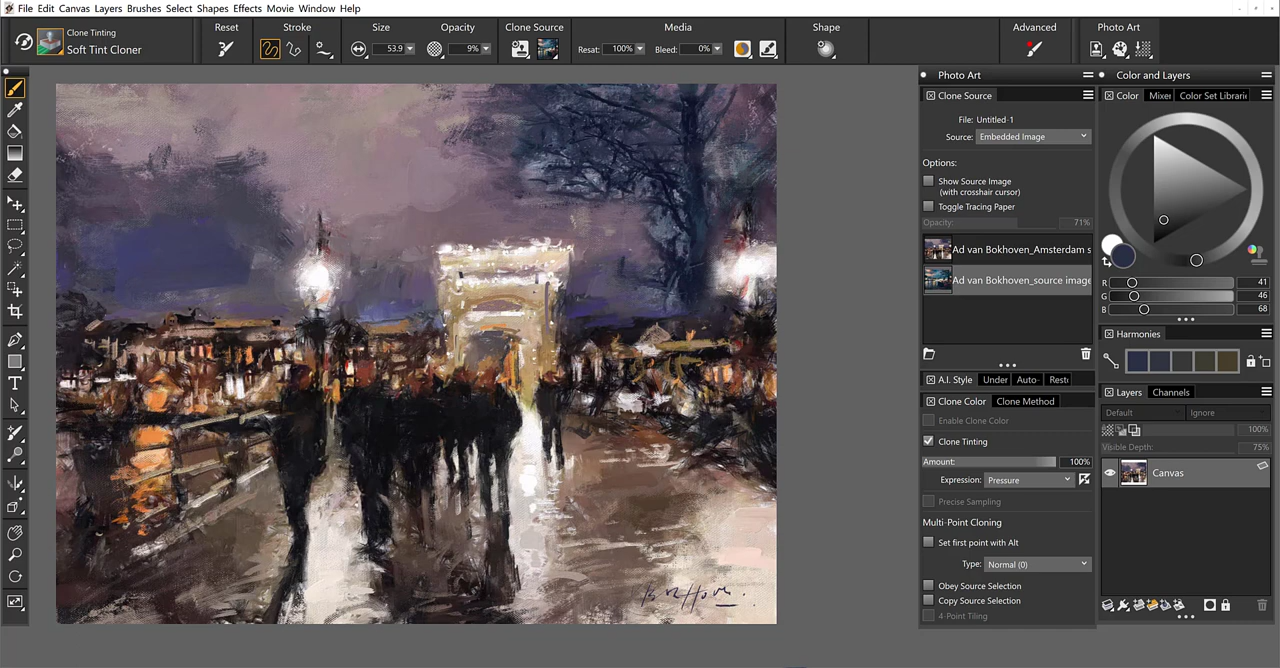 File Edit Canvas Layers Brushes Select Shapes Effects Movie Window Help
Clone Tinting
Soft Tint Cloner
Reset
Stroke
Size
53.9
Opacity
9%
Clone Source
Media
Resat: 100%
Bleed: 0%
Shape
Advanced
Photo Art
Photo Art
Clone Source
File: Untitled-1
Source: Embedded Image
Options:
Show Source Image
(with crosshair cursor)
Toggle Tracing Paper
Opacity: 71%
Ad van Bokhoven_Amsterdam s
Ad van Bokhoven_source image
A.I. Style Under Auto- Rest
Clone Color Clone Method
Enable Clone Color
Clone Tinting
Amount: 100%
Expression: Pressure
Precise Sampling
Multi-Point Cloning
Set first point with Alt
Type: Normal (0)
Obey Source Selection
Copy Source Selection
4-Point Tiling
Color and Layers
Color Mixer Color Set Librari
R 41
G 46
B 68
Harmonies
Layers Channels
Default Ignore
100%
Visible Depth: 75%
Canvas